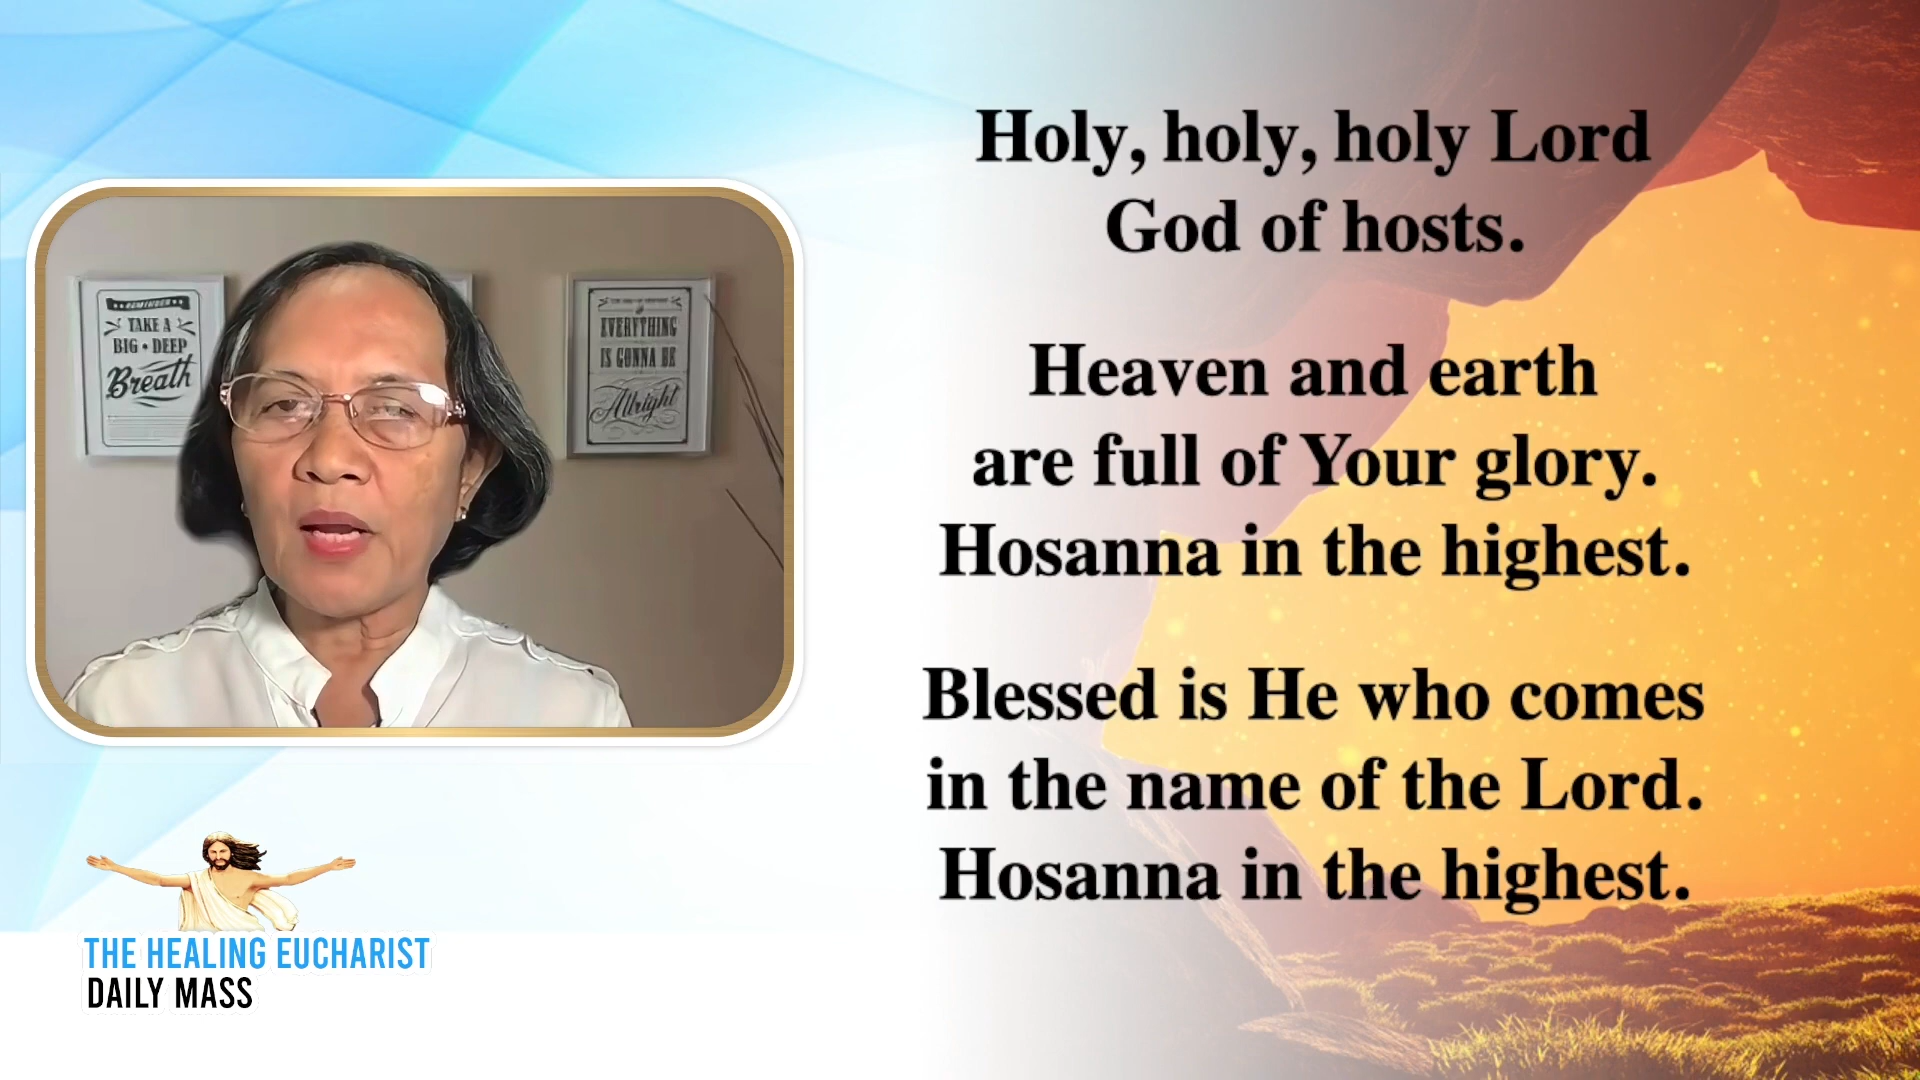 Holy, holy, holy Lord
God of hosts.
Heaven and earth
are full of Your glory.
Hosanna in the highest.
Blessed is He who comes
in the name of the Lord.
Hosanna in the highest.
REMINDER
TAKE A
BIG • DEEP
Breath
EVERYTHING
IS GONNA BE
Allright
THE HEALING EUCHARIST
DAILY MASS